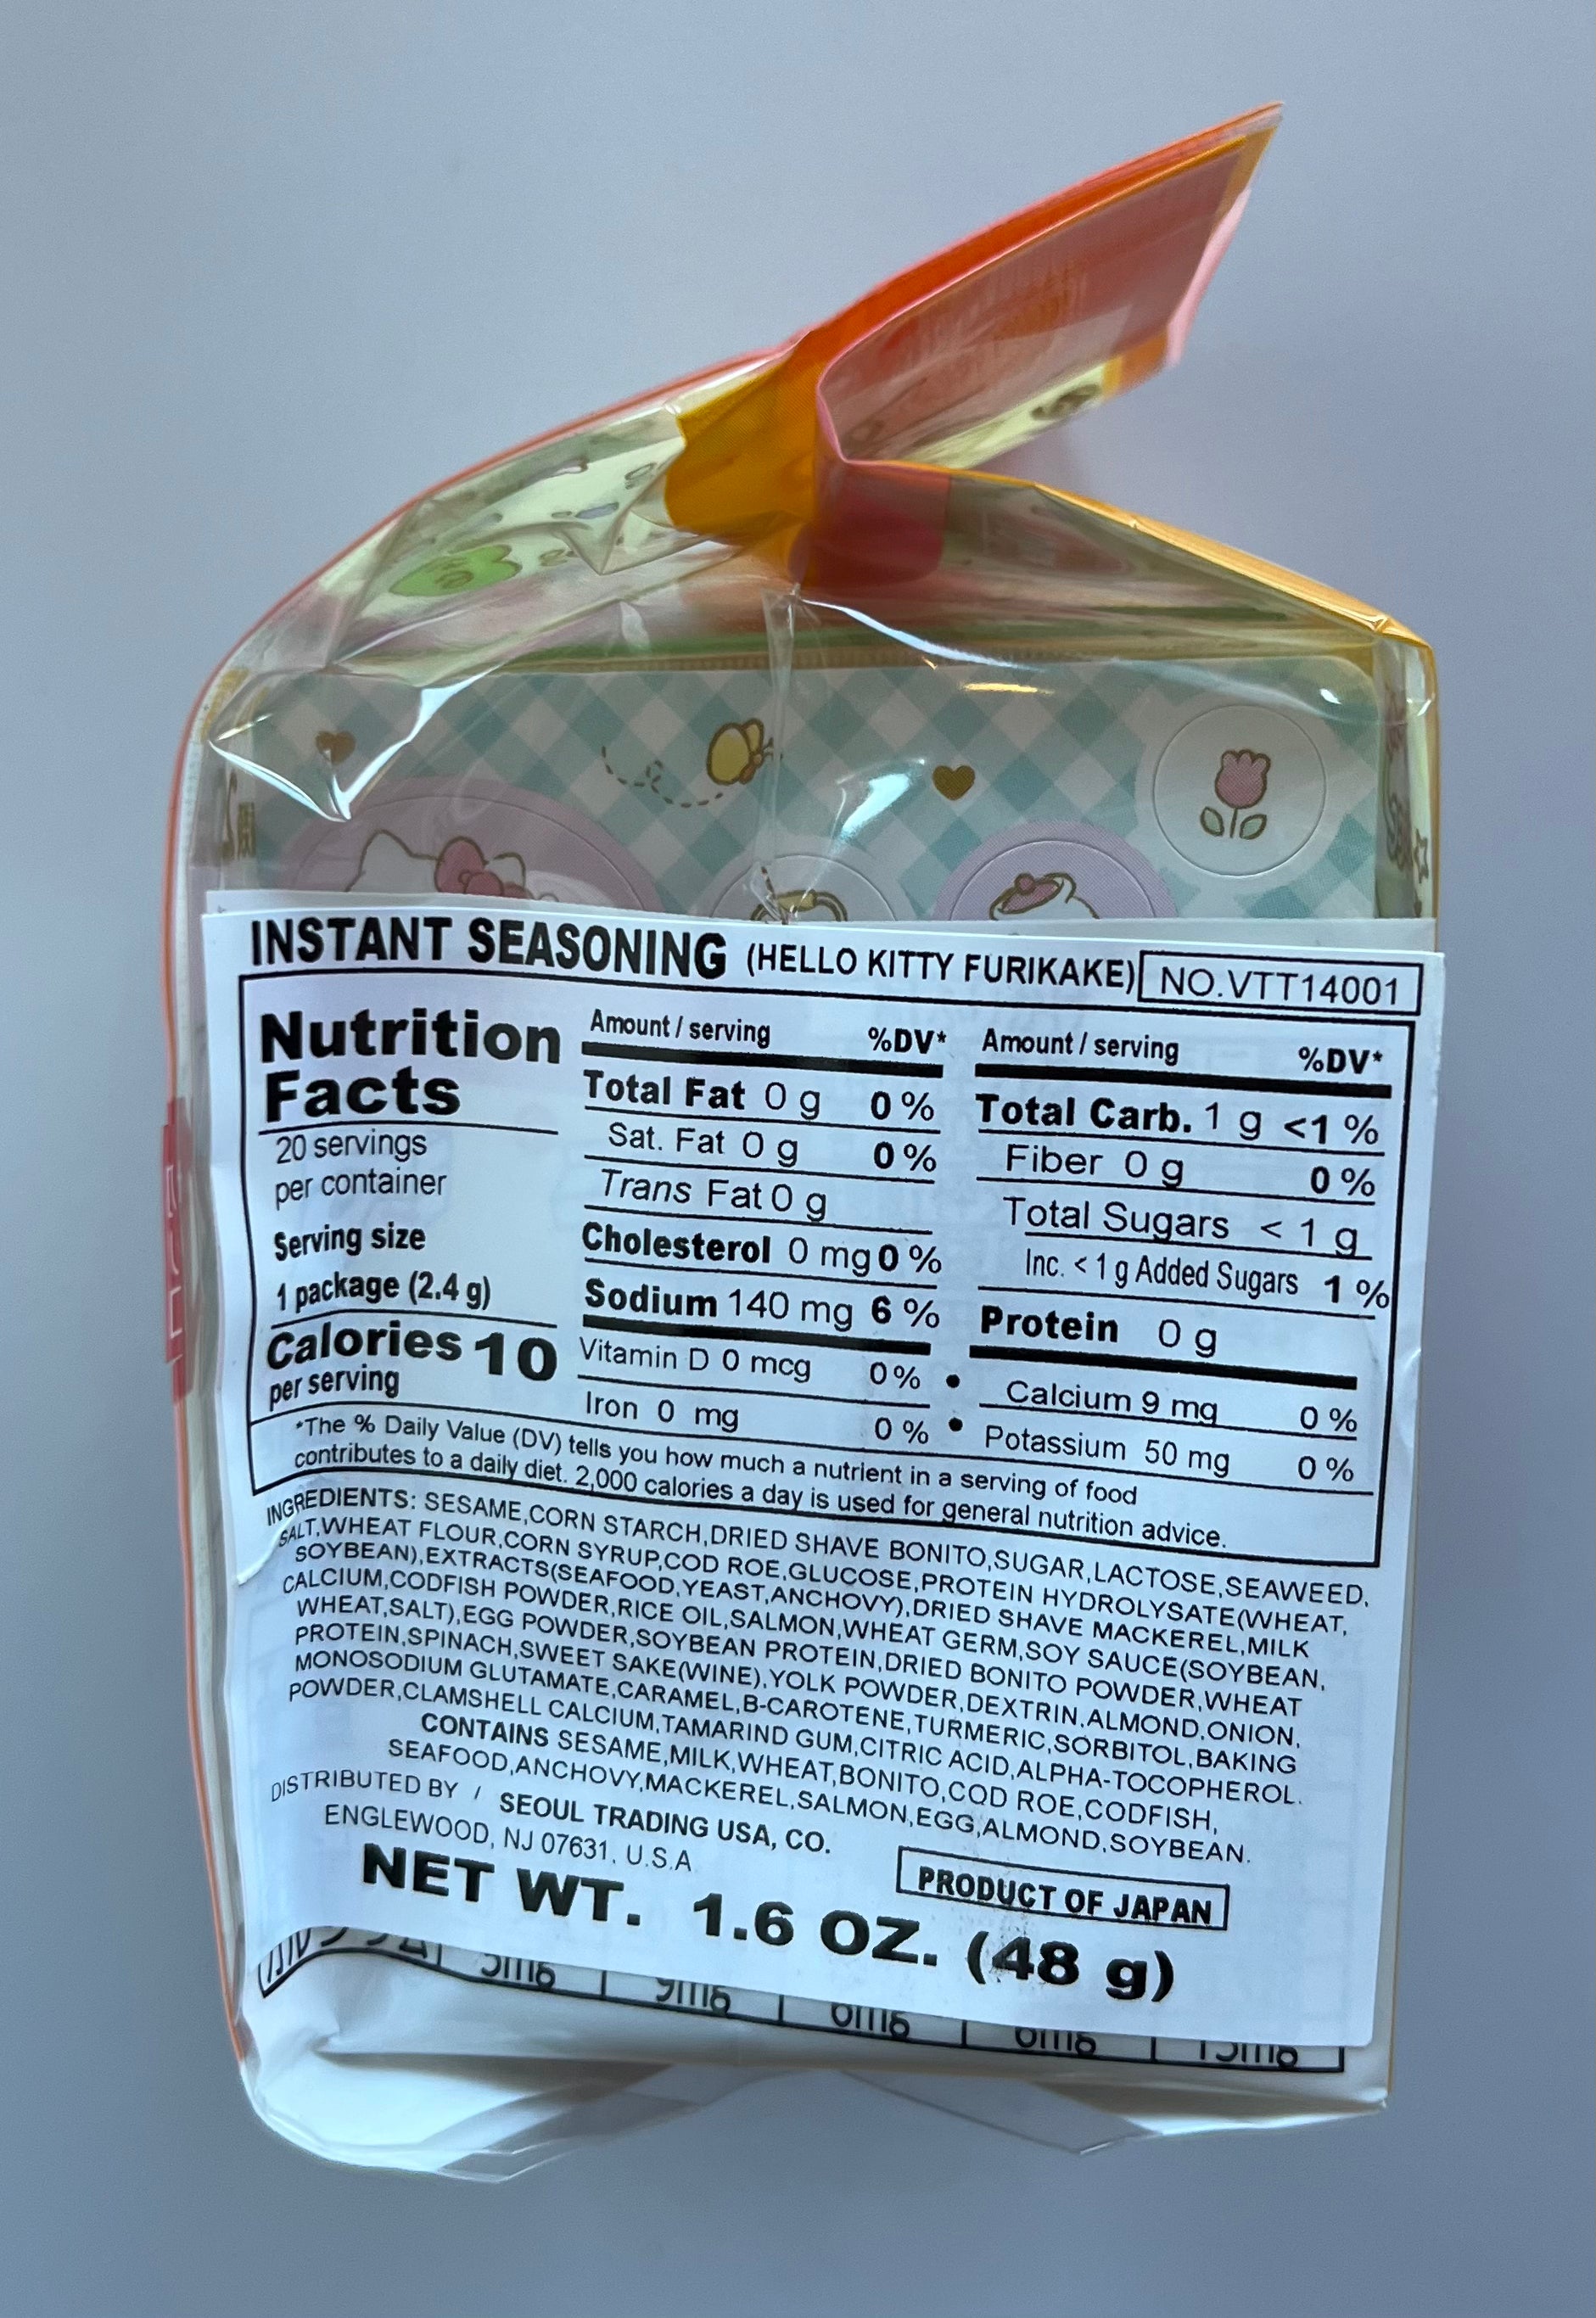 INSTANT SEASONING (HELLO KITTY FURIKAKE) NO.VTT14001
Nutrition
Facts
20 servings
per container
Serving size
1 package (2.4 g)
Calories 10
per serving
Amount / serving %DV*
Total Fat 0 g 0 %
Sat. Fat 0 g 0 %
Trans Fat 0 g
Cholesterol 0 mg 0 %
Sodium 140 mg 6 %
Vitamin D 0 mcg 0 % •
Iron 0 mg 0 % •
Amount / serving %DV*
Total Carb. 1 g <1 %
Fiber 0 g 0 %
Total Sugars < 1 g
Inc. < 1 g Added Sugars 1 %
Protein 0 g
Calcium 9 mg 0 %
Potassium 50 mg 0 %
*The % Daily Value (DV) tells you how much a nutrient in a serving of food
contributes to a daily diet. 2,000 calories a day is used for general nutrition advice.
INGREDIENTS: SESAME,CORN STARCH,DRIED SHAVE BONITO,SUGAR,LACTOSE,SEAWEED,
SALT,WHEAT FLOUR,CORN SYRUP,COD ROE,GLUCOSE,PROTEIN HYDROLYSATE(WHEAT,
SOYBEAN),EXTRACTS(SEAFOOD,YEAST,ANCHOVY),DRIED SHAVE MACKEREL,MILK
CALCIUM,CODFISH POWDER,RICE OIL,SALMON,WHEAT GERM,SOY SAUCE(SOYBEAN,
WHEAT,SALT),EGG POWDER,SOYBEAN PROTEIN,DRIED BONITO POWDER,WHEAT
PROTEIN,SPINACH,SWEET SAKE(WINE),YOLK POWDER,DEXTRIN,ALMOND,ONION,
MONOSODIUM GLUTAMATE,CARAMEL,B-CAROTENE,TURMERIC,SORBITOL,BAKING
POWDER,CLAMSHELL CALCIUM,TAMARIND GUM,CITRIC ACID,ALPHA-TOCOPHEROL.
CONTAINS SESAME,MILK,WHEAT,BONITO,COD ROE,CODFISH,
SEAFOOD,ANCHOVY,MACKEREL,SALMON,EGG,ALMOND,SOYBEAN.
DISTRIBUTED BY / SEOUL TRADING USA, CO.
ENGLEWOOD, NJ 07631, U.S.A
PRODUCT OF JAPAN
NET WT. 1.6 OZ. (48 g)